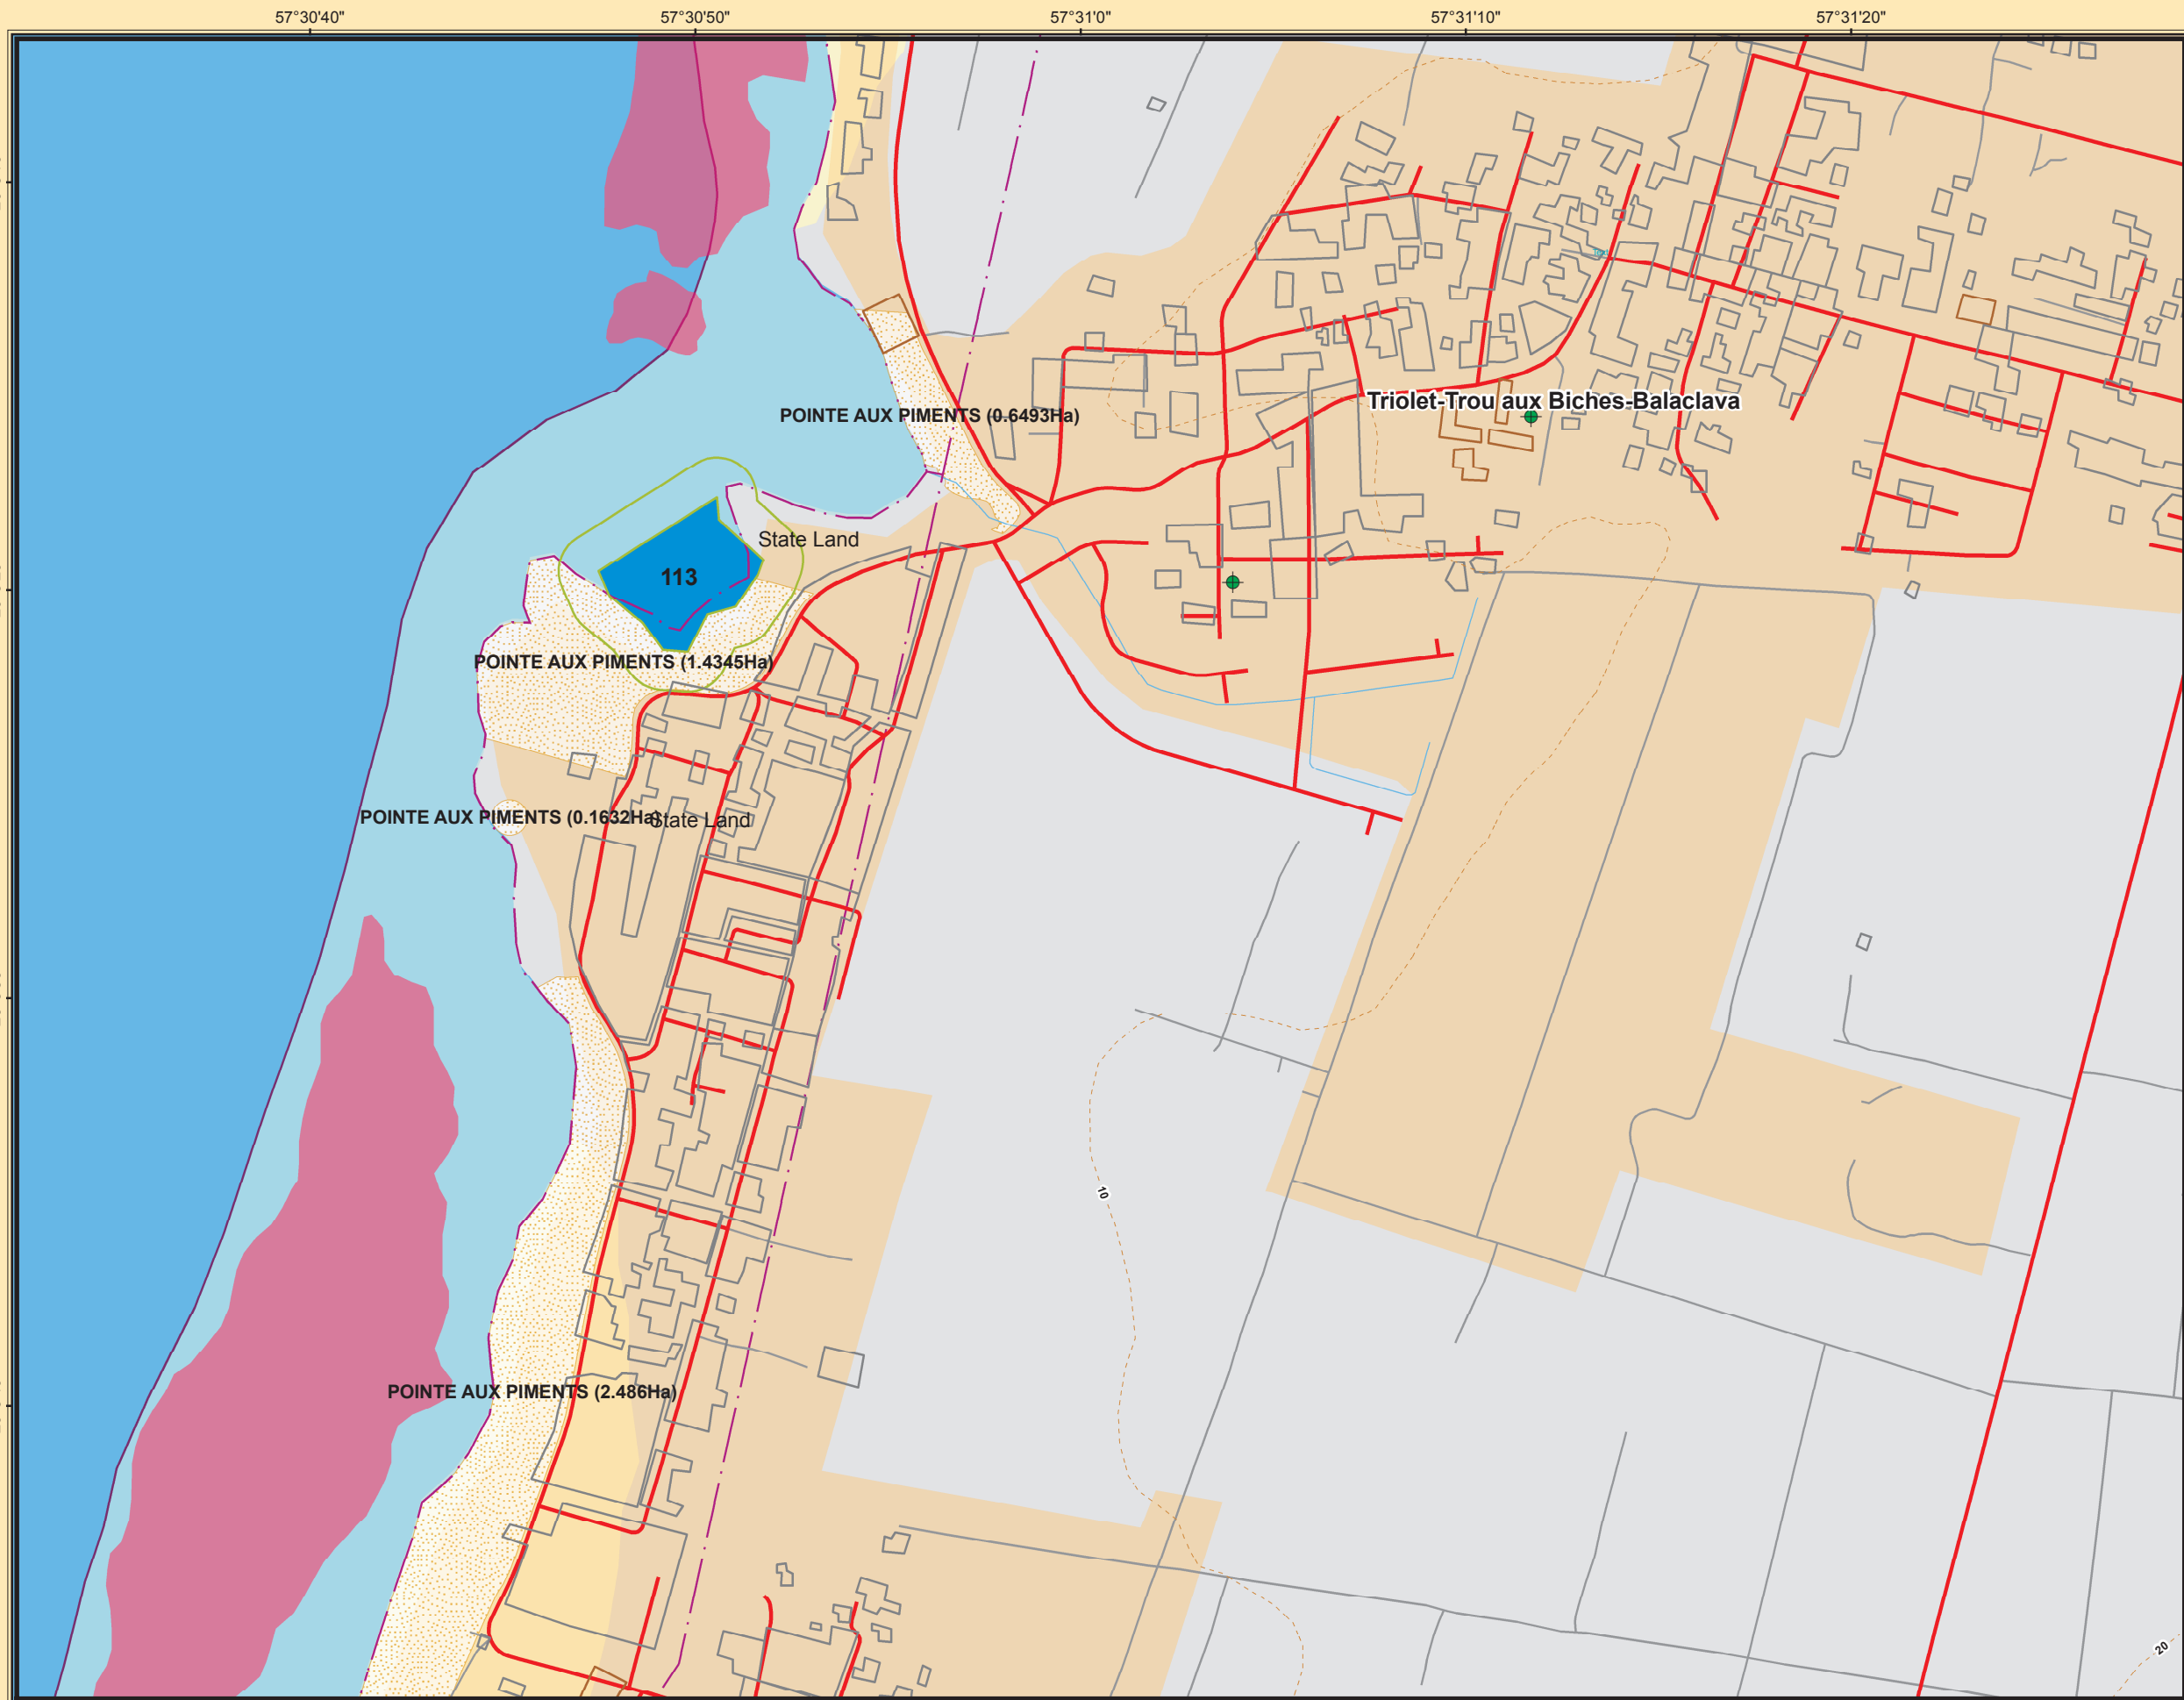 57°30'40" 57°30'50" 57°31'0" 57°31'10" 57°31'20"
Triolet-Trou aux Biches-Balaclava
POINTE AUX PIMENTS (0.6493Ha)
State Land
113
POINTE AUX PIMENTS (1.4345Ha)
POINTE AUX PIMENTS (0.1632Ha)
State Land
10
POINTE AUX PIMENTS (2.486Ha)
20